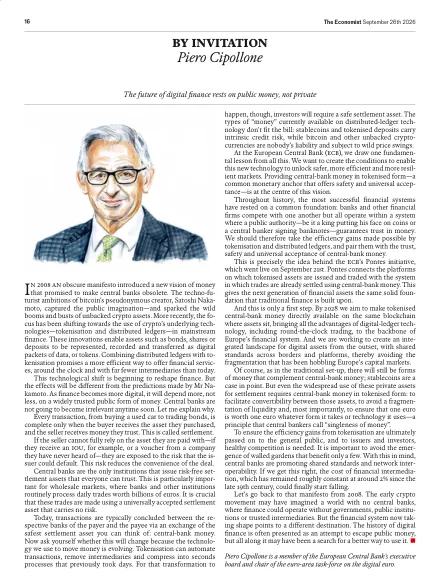 16
The Economist September 26th 2026
BY INVITATION
Piero Cipollone
The future of digital finance rests on public money, not private
IN 2008 AN obscure manifesto introduced a new vision of money
that promised to make central banks obsolete. The techno-fu-
turist ambitions of bitcoin's pseudonymous creator, Satoshi Naka-
moto, captured the public imagination—and sparked the wild
booms and busts of unbacked crypto assets. More recently, the fo-
cus has been shifting towards the use of crypto's underlying tech-
nologies—tokenisation and distributed ledgers—in mainstream
finance. These innovations enable assets such as bonds, shares or
deposits to be represented, recorded and transferred as digital
packets of data, or tokens. Combining distributed ledgers with to-
kenisation promises a more efficient way to offer financial servic-
es, around the clock and with far fewer intermediaries than today.
This technological shift is beginning to reshape finance. But
the effects will be different from the predictions made by Mr Na-
kamoto. As finance becomes more digital, it will depend more, not
less, on a widely trusted public form of money. Central banks are
not going to become irrelevant anytime soon. Let me explain why.
Every transaction, from buying a used car to trading bonds, is
complete only when the buyer receives the asset they purchased,
and the seller receives money they trust. This is called settlement.
If the seller cannot fully rely on the asset they are paid with—if
they receive an IOU, for example, or a voucher from a company
they have never heard of—they are exposed to the risk that the is-
suer could default. This risk reduces the convenience of the deal.
Central banks are the only institutions that issue risk-free set-
tlement assets that everyone can trust. This is particularly impor-
tant for wholesale markets, where banks and other institutions
routinely process daily trades worth billions of euros. It is crucial
that these trades are made using a universally accepted settlement
asset that carries no risk.
Today, transactions are typically concluded between the re-
spective banks of the payer and the payee via an exchange of the
safest settlement asset you can think of: central-bank money.
Now ask yourself whether this will change because the technolo-
gy we use to move money is evolving. Tokenisation can automate
transactions, remove intermediaries and compress into seconds
processes that previously took days. For that transformation to
happen, though, investors will require a safe settlement asset. The
types of "money" currently available on distributed-ledger tech-
nology don't fit the bill: stablecoins and tokenised deposits carry
intrinsic credit risk, while bitcoin and other unbacked crypto-
currencies are nobody's liability and subject to wild price swings.
At the European Central Bank (ECB), we draw one fundamen-
tal lesson from all this. We want to create the conditions to enable
this new technology to unlock safer, more efficient and more resil-
ient markets. Providing central-bank money in tokenised form—a
common monetary anchor that offers safety and universal accep-
tance—is at the centre of this vision.
Throughout history, the most successful financial systems
have rested on a common foundation: banks and other financial
firms compete with one another but all operate within a system
where a public authority—be it a king putting his face on coins or
a central banker signing banknotes—guarantees trust in money.
We should therefore take the efficiency gains made possible by
tokenisation and distributed ledgers, and pair them with the trust,
safety and universal acceptance of central-bank money.
This is precisely the idea behind the ECB's Pontes initiative,
which went live on September 21st. Pontes connects the platforms
on which tokenised assets are issued and traded with the system
in which trades are already settled using central-bank money. This
gives the next generation of financial assets the same solid foun-
dation that traditional finance is built upon.
And this is only a first step. By 2028 we aim to make tokenised
central-bank money directly available on the same blockchain
where assets sit, bringing all the advantages of digital-ledger tech-
nology, including round-the-clock trading, to the backbone of
Europe's financial system. And we are working to create an inte-
grated landscape for digital assets from the outset, with shared
standards across borders and platforms, thereby avoiding the
fragmentation that has been hobbling Europe's capital markets.
Of course, as in the traditional set-up, there will still be forms
of money that complement central-bank money; stablecoins are a
case in point. But even the widespread use of these private assets
for settlement requires central-bank money in tokenised form: to
facilitate convertibility between those assets, to avoid a fragmen-
tation of liquidity and, most importantly, to ensure that one euro
is worth one euro whatever form it takes or technology it uses—a
principle that central bankers call "singleness of money".
To ensure the efficiency gains from tokenisation are ultimately
passed on to the general public, and to issuers and investors,
healthy competition is needed. It is important to avoid the emer-
gence of walled gardens that benefit only a few. With this in mind,
central banks are promoting shared standards and network inter-
operability. If we get this right, the cost of financial intermedia-
tion, which has remained roughly constant at around 2% since the
late 19th century, could finally start falling.
Let's go back to that manifesto from 2008. The early crypto
movement may have imagined a world with no central banks,
where finance could operate without governments, public institu-
tions or trusted intermediaries. But the financial system now tak-
ing shape points to a different destination. The history of digital
finance is often presented as an attempt to escape public money,
but all along it may have been a search for a better way to use it.
Piero Cipollone is a member of the European Central Bank's executive
board and chair of the euro-area task-force on the digital euro.